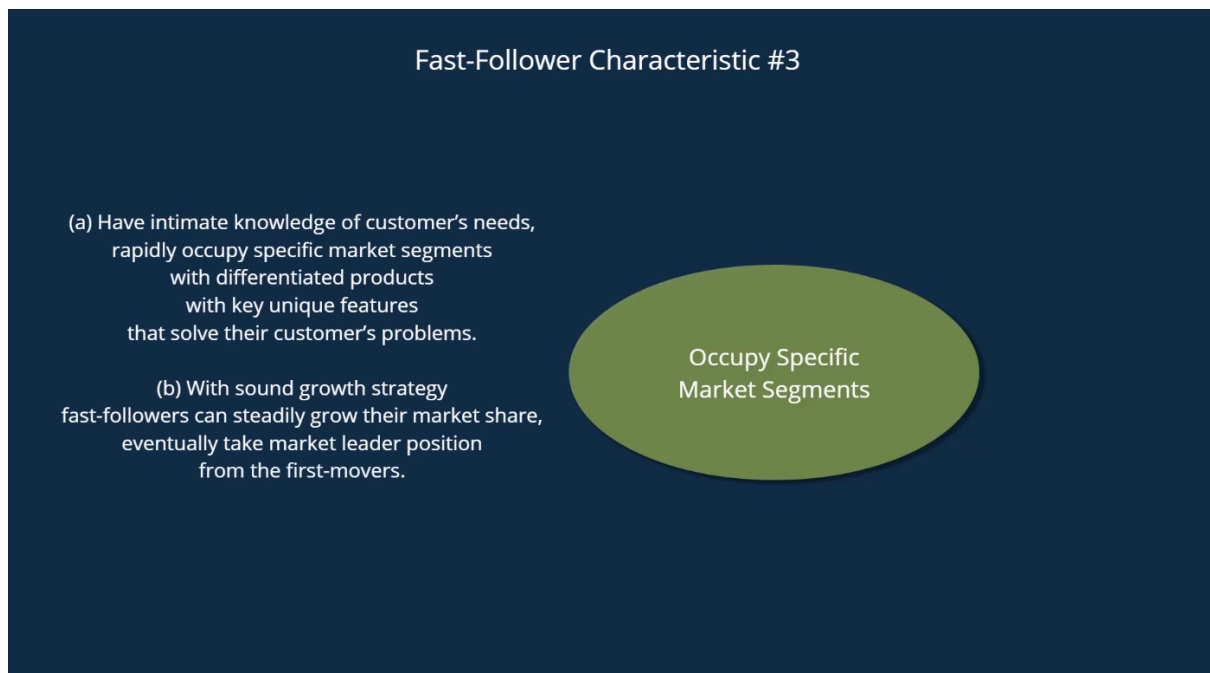 Fast-Follower Characteristic #3
(a) Have intimate knowledge of customer’s needs,
rapidly occupy specific market segments
with differentiated products
with key unique features
that solve their customer’s problems.
(b) With sound growth strategy
fast-followers can steadily grow their market share,
eventually take market leader position
from the first-movers.
Occupy Specific
Market Segments